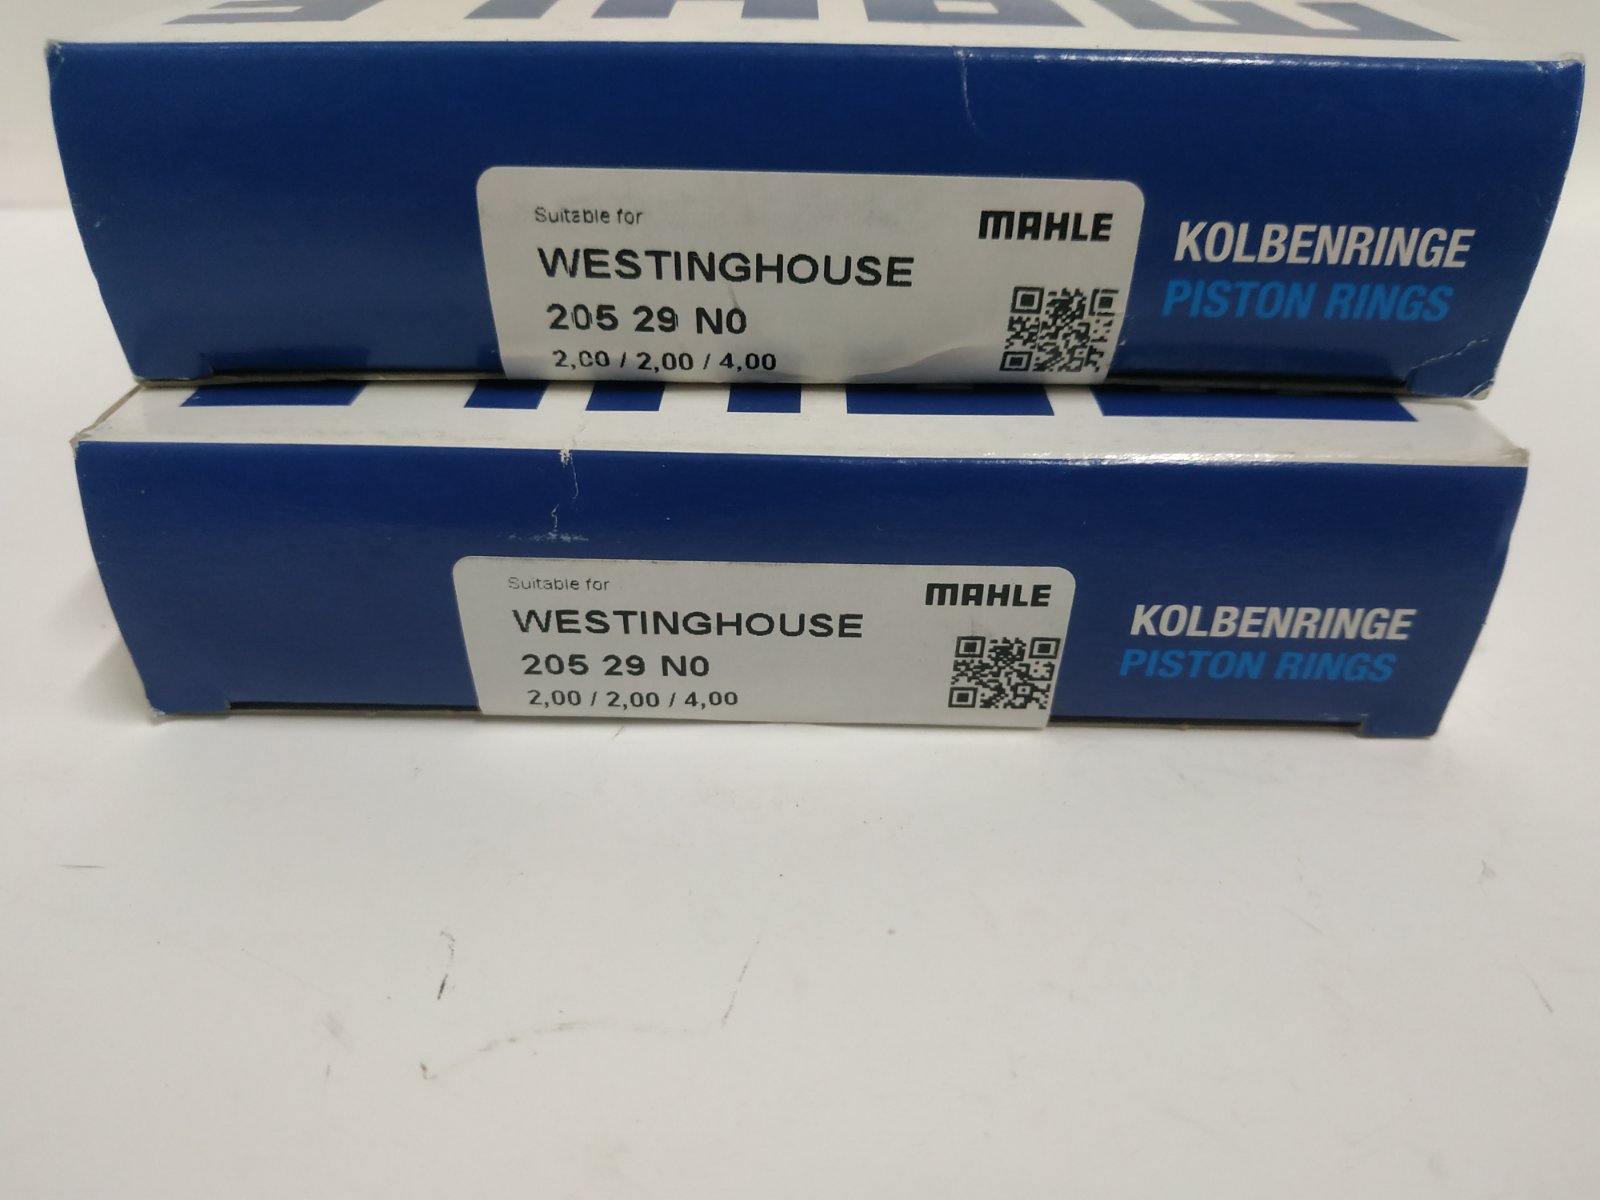 MAHLE
Suitable for
MAHLE
WESTINGHOUSE
205 29 N0
2,00 / 2,00 / 4,00
KOLBENRINGE
PISTON RINGS
Suitable for
MAHLE
WESTINGHOUSE
205 29 N0
2,00 / 2,00 / 4,00
KOLBENRINGE
PISTON RINGS